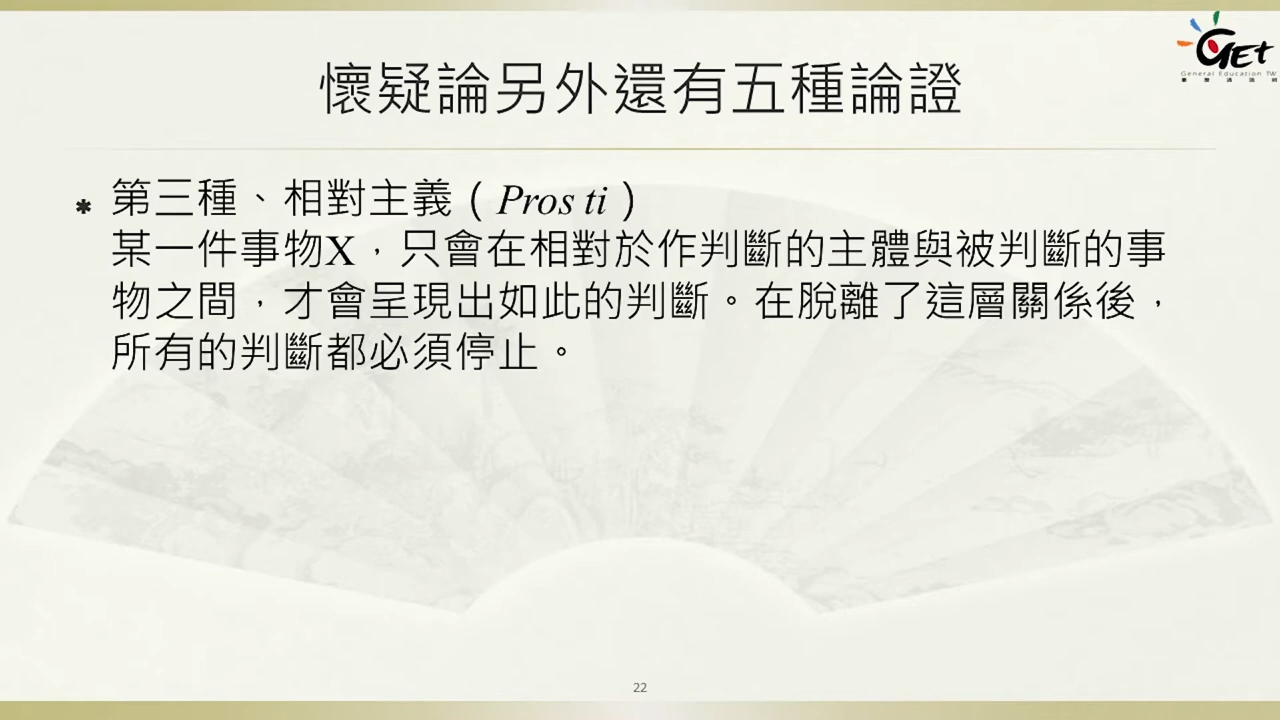 GEt
General Education TW
懷疑論另外還有五種論證
第三種、相對主義（Pros ti）
某一件事物X，只會在相對於作判斷的主體與被判斷的事
物之間，才會呈現出如此的判斷。在脫離了這層關係後，
所有的判斷都必須停止。
22